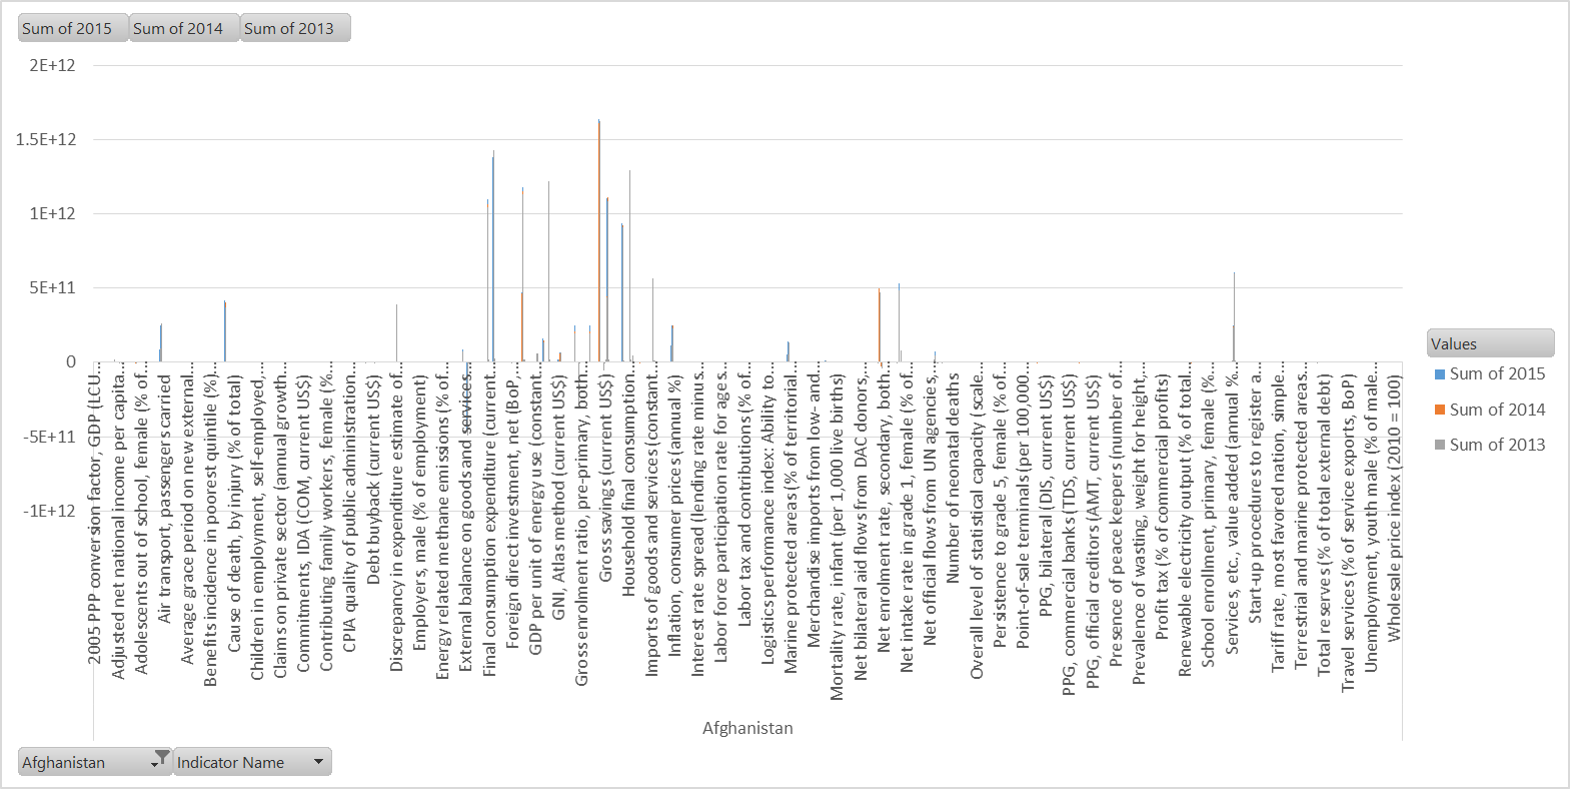 Sum of 2015 Sum of 2014 Sum of 2013
2E+12
1.5E+12
1E+12
5E+11
0
-5E+11
-1E+12
2005 PPP conversion factor, GDP (LCU...
Adjusted net national income per capita...
Adolescents out of school, female (% of...
Air transport, passengers carried
Average grace period on new external...
Benefits incidence in poorest quintile (%)...
Cause of death, by injury (% of total)
Children in employment, self-employed,...
Claims on private sector (annual growth...
Commitments, IDA (COM, current US$)
Contributing family workers, female (%...
CPIA quality of public administration...
Debt buyback (current US$)
Discrepancy in expenditure estimate of...
Employers, male (% of employment)
Energy related methane emissions (% of...
External balance on goods and services...
Final consumption expenditure (current...
Foreign direct investment, net (BoP,...
GDP per unit of energy use (constant...
GNI, Atlas method (current US$)
Gross enrolment ratio, pre-primary, both...
Gross savings (current US$)
Household final consumption...
Imports of goods and services (constant...
Inflation, consumer prices (annual %)
Interest rate spread (lending rate minus...
Labor force participation rate for ages...
Labor tax and contributions (% of...
Logistics performance index: Ability to...
Marine protected areas (% of territorial...
Merchandise imports from low- and...
Mortality rate, infant (per 1,000 live births)
Net bilateral aid flows from DAC donors,...
Net enrolment rate, secondary, both...
Net intake rate in grade 1, female (% of...
Net official flows from UN agencies,...
Number of neonatal deaths
Overall level of statistical capacity (scale...
Persistence to grade 5, female (% of...
Point-of-sale terminals (per 100,000...
PPG, bilateral (DIS, current US$)
PPG, commercial banks (TDS, current US$)
PPG, official creditors (AMT, current US$)
Presence of peace keepers (number of...
Prevalence of wasting, weight for height,...
Profit tax (% of commercial profits)
Renewable electricity output (% of total...
School enrollment, primary, female (%...
Services, etc., value added (annual %...
Start-up procedures to register a...
Tariff rate, most favored nation, simple...
Terrestrial and marine protected areas...
Total reserves (% of total external debt)
Travel services (% of service exports, BoP)
Unemployment, youth male (% of male...
Wholesale price index (2010 = 100)
Afghanistan
Values
Sum of 2015
Sum of 2014
Sum of 2013
Afghanistan Indicator Name